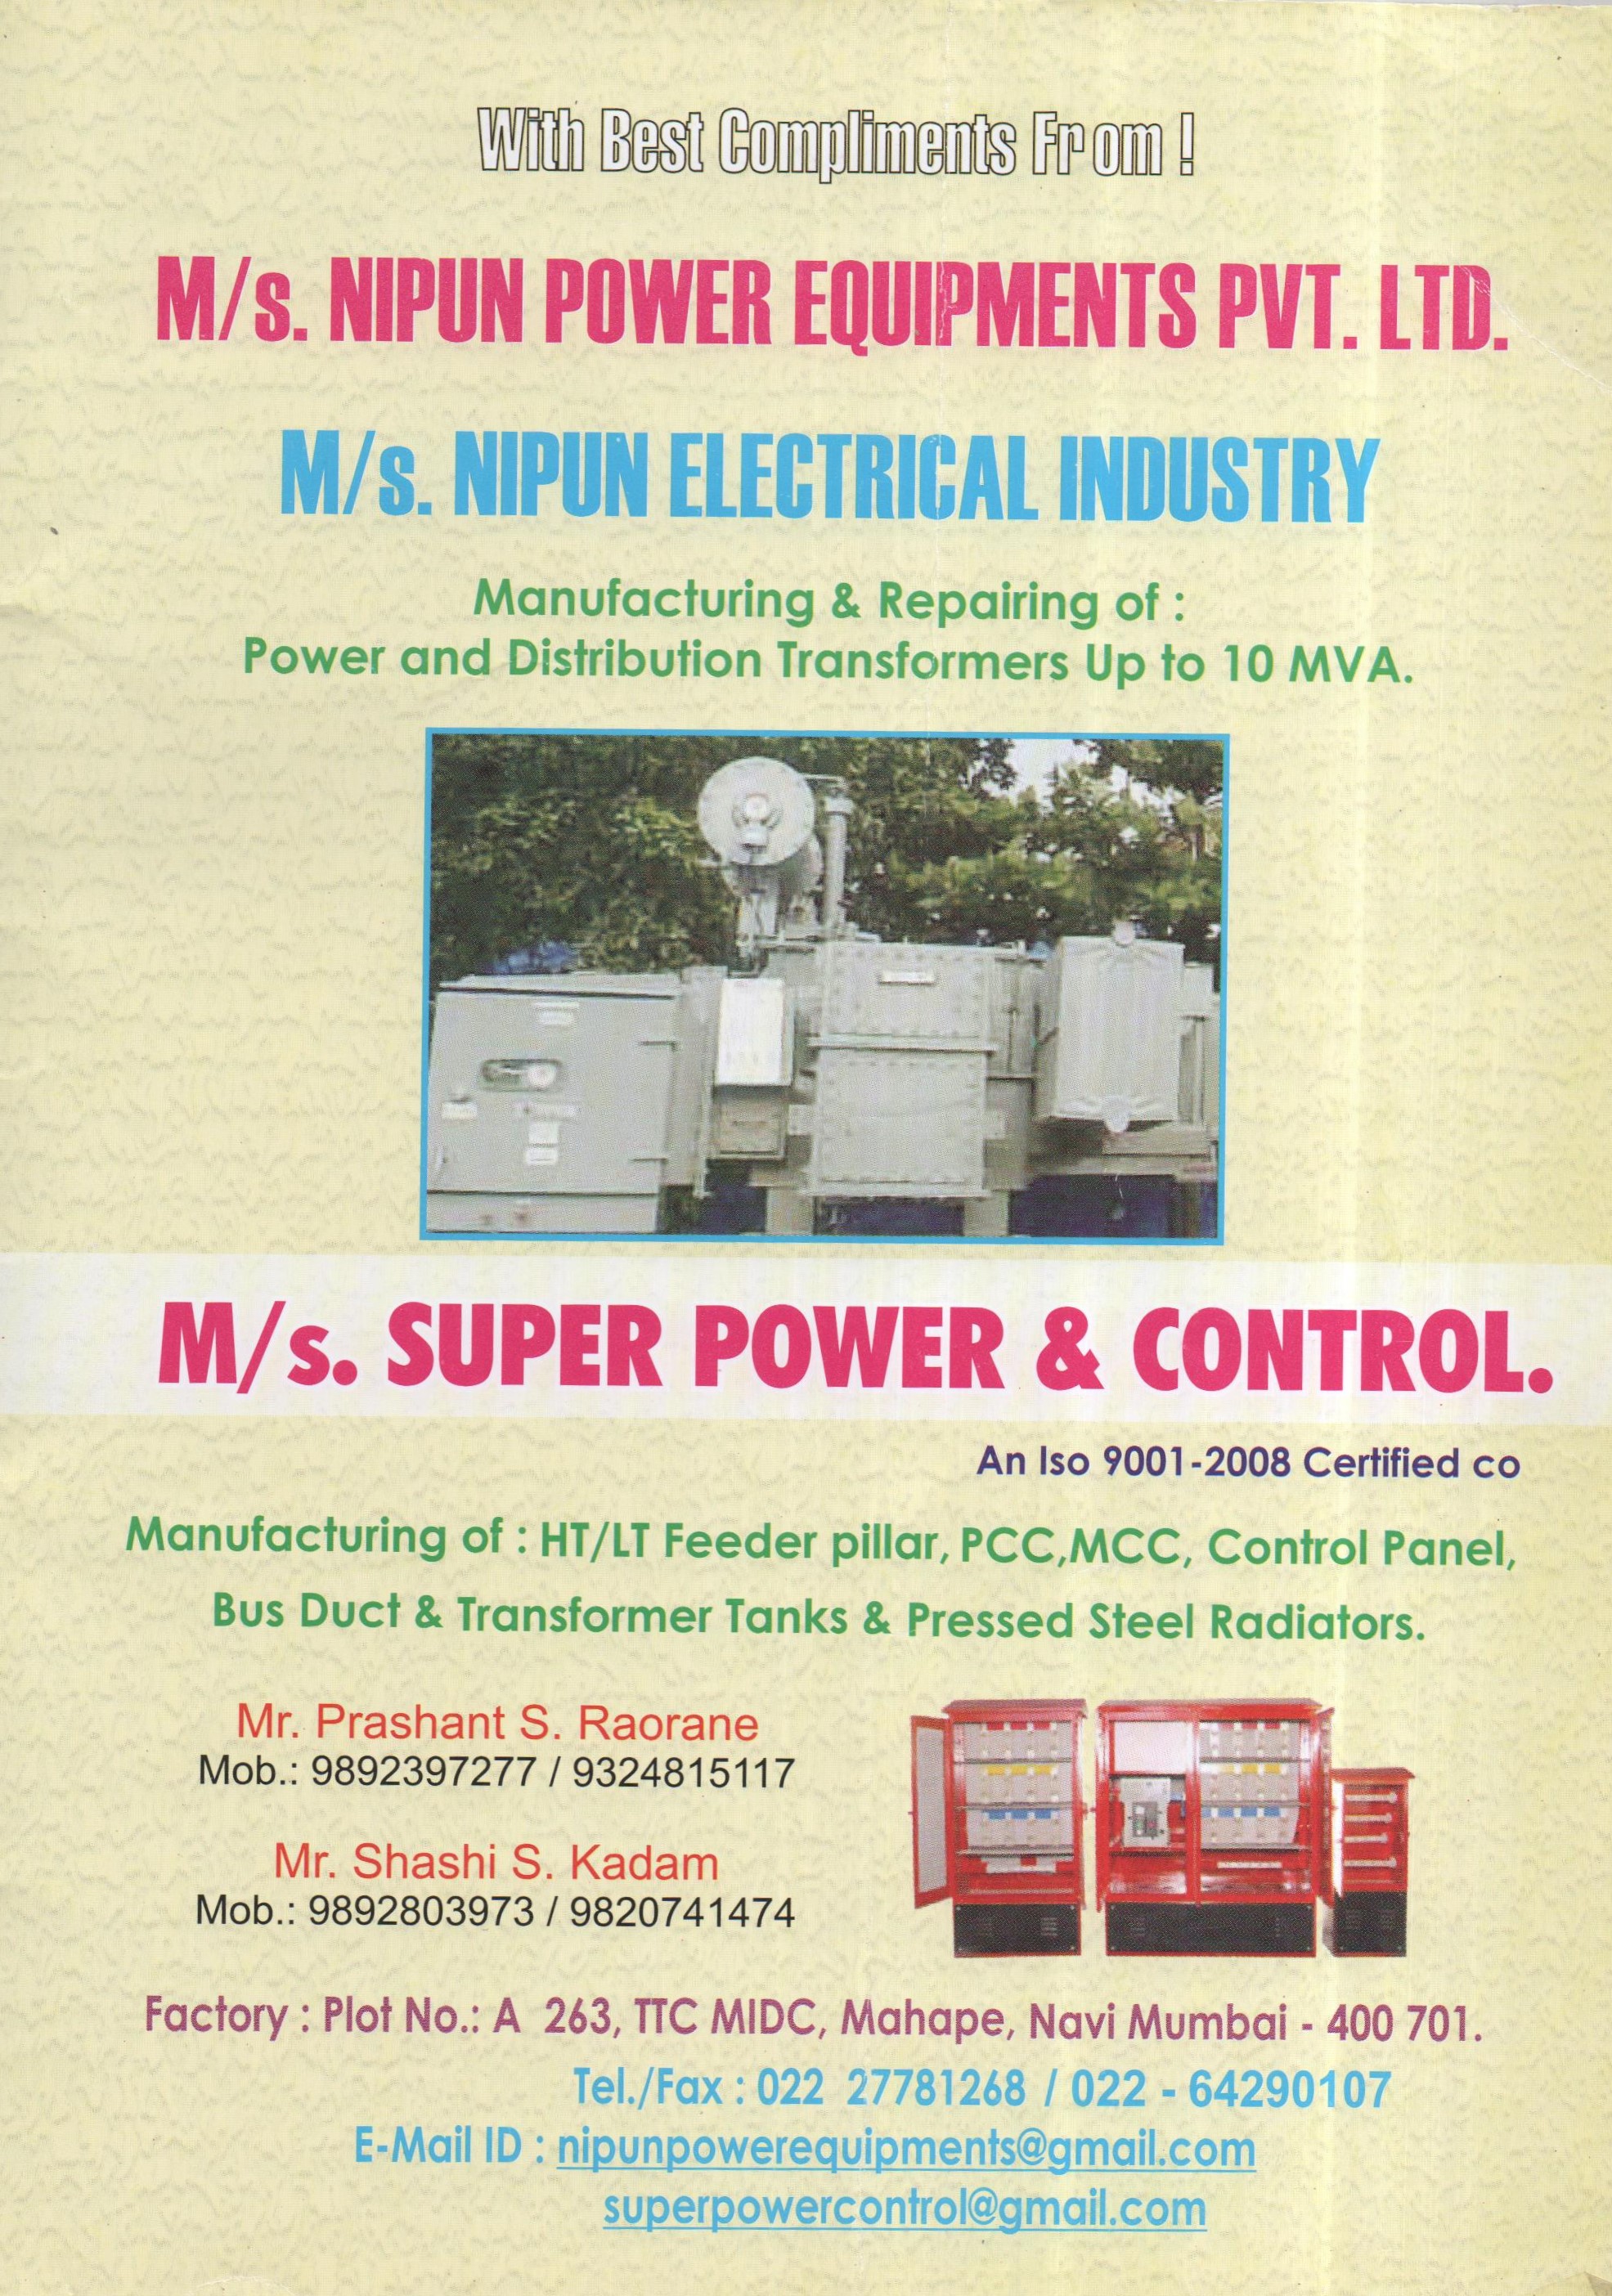 With Best Compliments From !
M/s. NIPUN POWER EQUIPMENTS PVT. LTD.
M/s. NIPUN ELECTRICAL INDUSTRY
Manufacturing & Repairing of :
Power and Distribution Transformers Up to 10 MVA.
M/s. SUPER POWER & CONTROL.
An Iso 9001-2008 Certified co
Manufacturing of : HT/LT Feeder pillar, PCC,MCC, Control Panel,
Bus Duct & Transformer Tanks & Pressed Steel Radiators.
Mr. Prashant S. Raorane
Mob.: 9892397277 / 9324815117
Mr. Shashi S. Kadam
Mob.: 9892803973 / 9820741474
Factory : Plot No.: A 263, TTC MIDC, Mahape, Navi Mumbai - 400 701.
Tel./Fax : 022 27781268 / 022 - 64290107
E-Mail ID : nipunpowerequipments@gmail.com
superpowercontrol@gmail.com